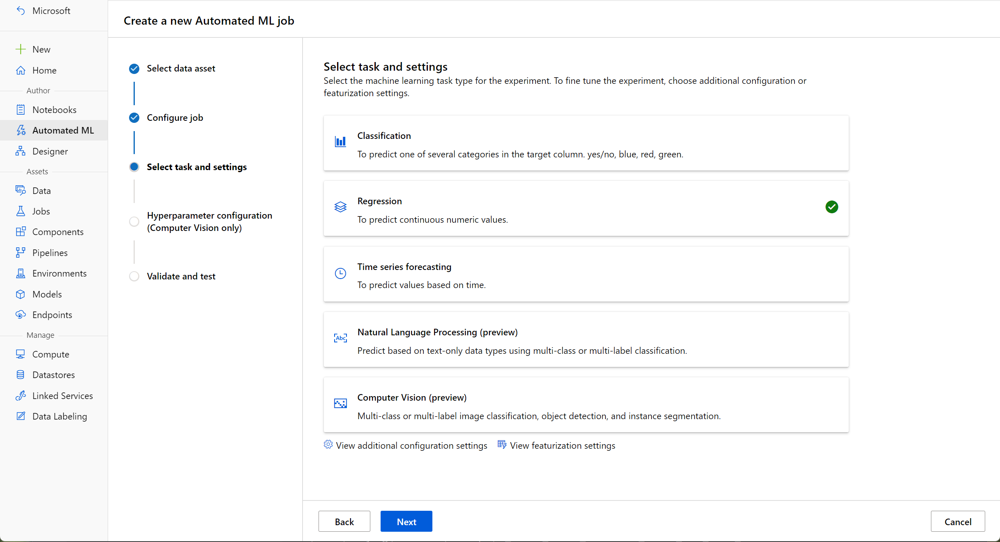 Microsoft
New
Home
Author
Notebooks
Automated ML
Designer
Assets
Data
Jobs
Components
Pipelines
Environments
Models
Endpoints
Manage
Compute
Datastores
Linked Services
Data Labeling
Create a new Automated ML job
Select data asset
Configure job
Select task and settings
Hyperparameter configuration
(Computer Vision only)
Validate and test
Select task and settings
Select the machine learning task type for the experiment. To fine tune the experiment, choose additional configuration or
featurization settings.
Classification
To predict one of several categories in the target column. yes/no, blue, red, green.
Regression
To predict continuous numeric values.
Time series forecasting
To predict values based on time.
Abc
Natural Language Processing (preview)
Predict based on text-only data types using multi-class or multi-label classification.
Computer Vision (preview)
Multi-class or multi-label image classification, object detection, and instance segmentation.
View additional configuration settings
View featurization settings
Back
Next
Cancel